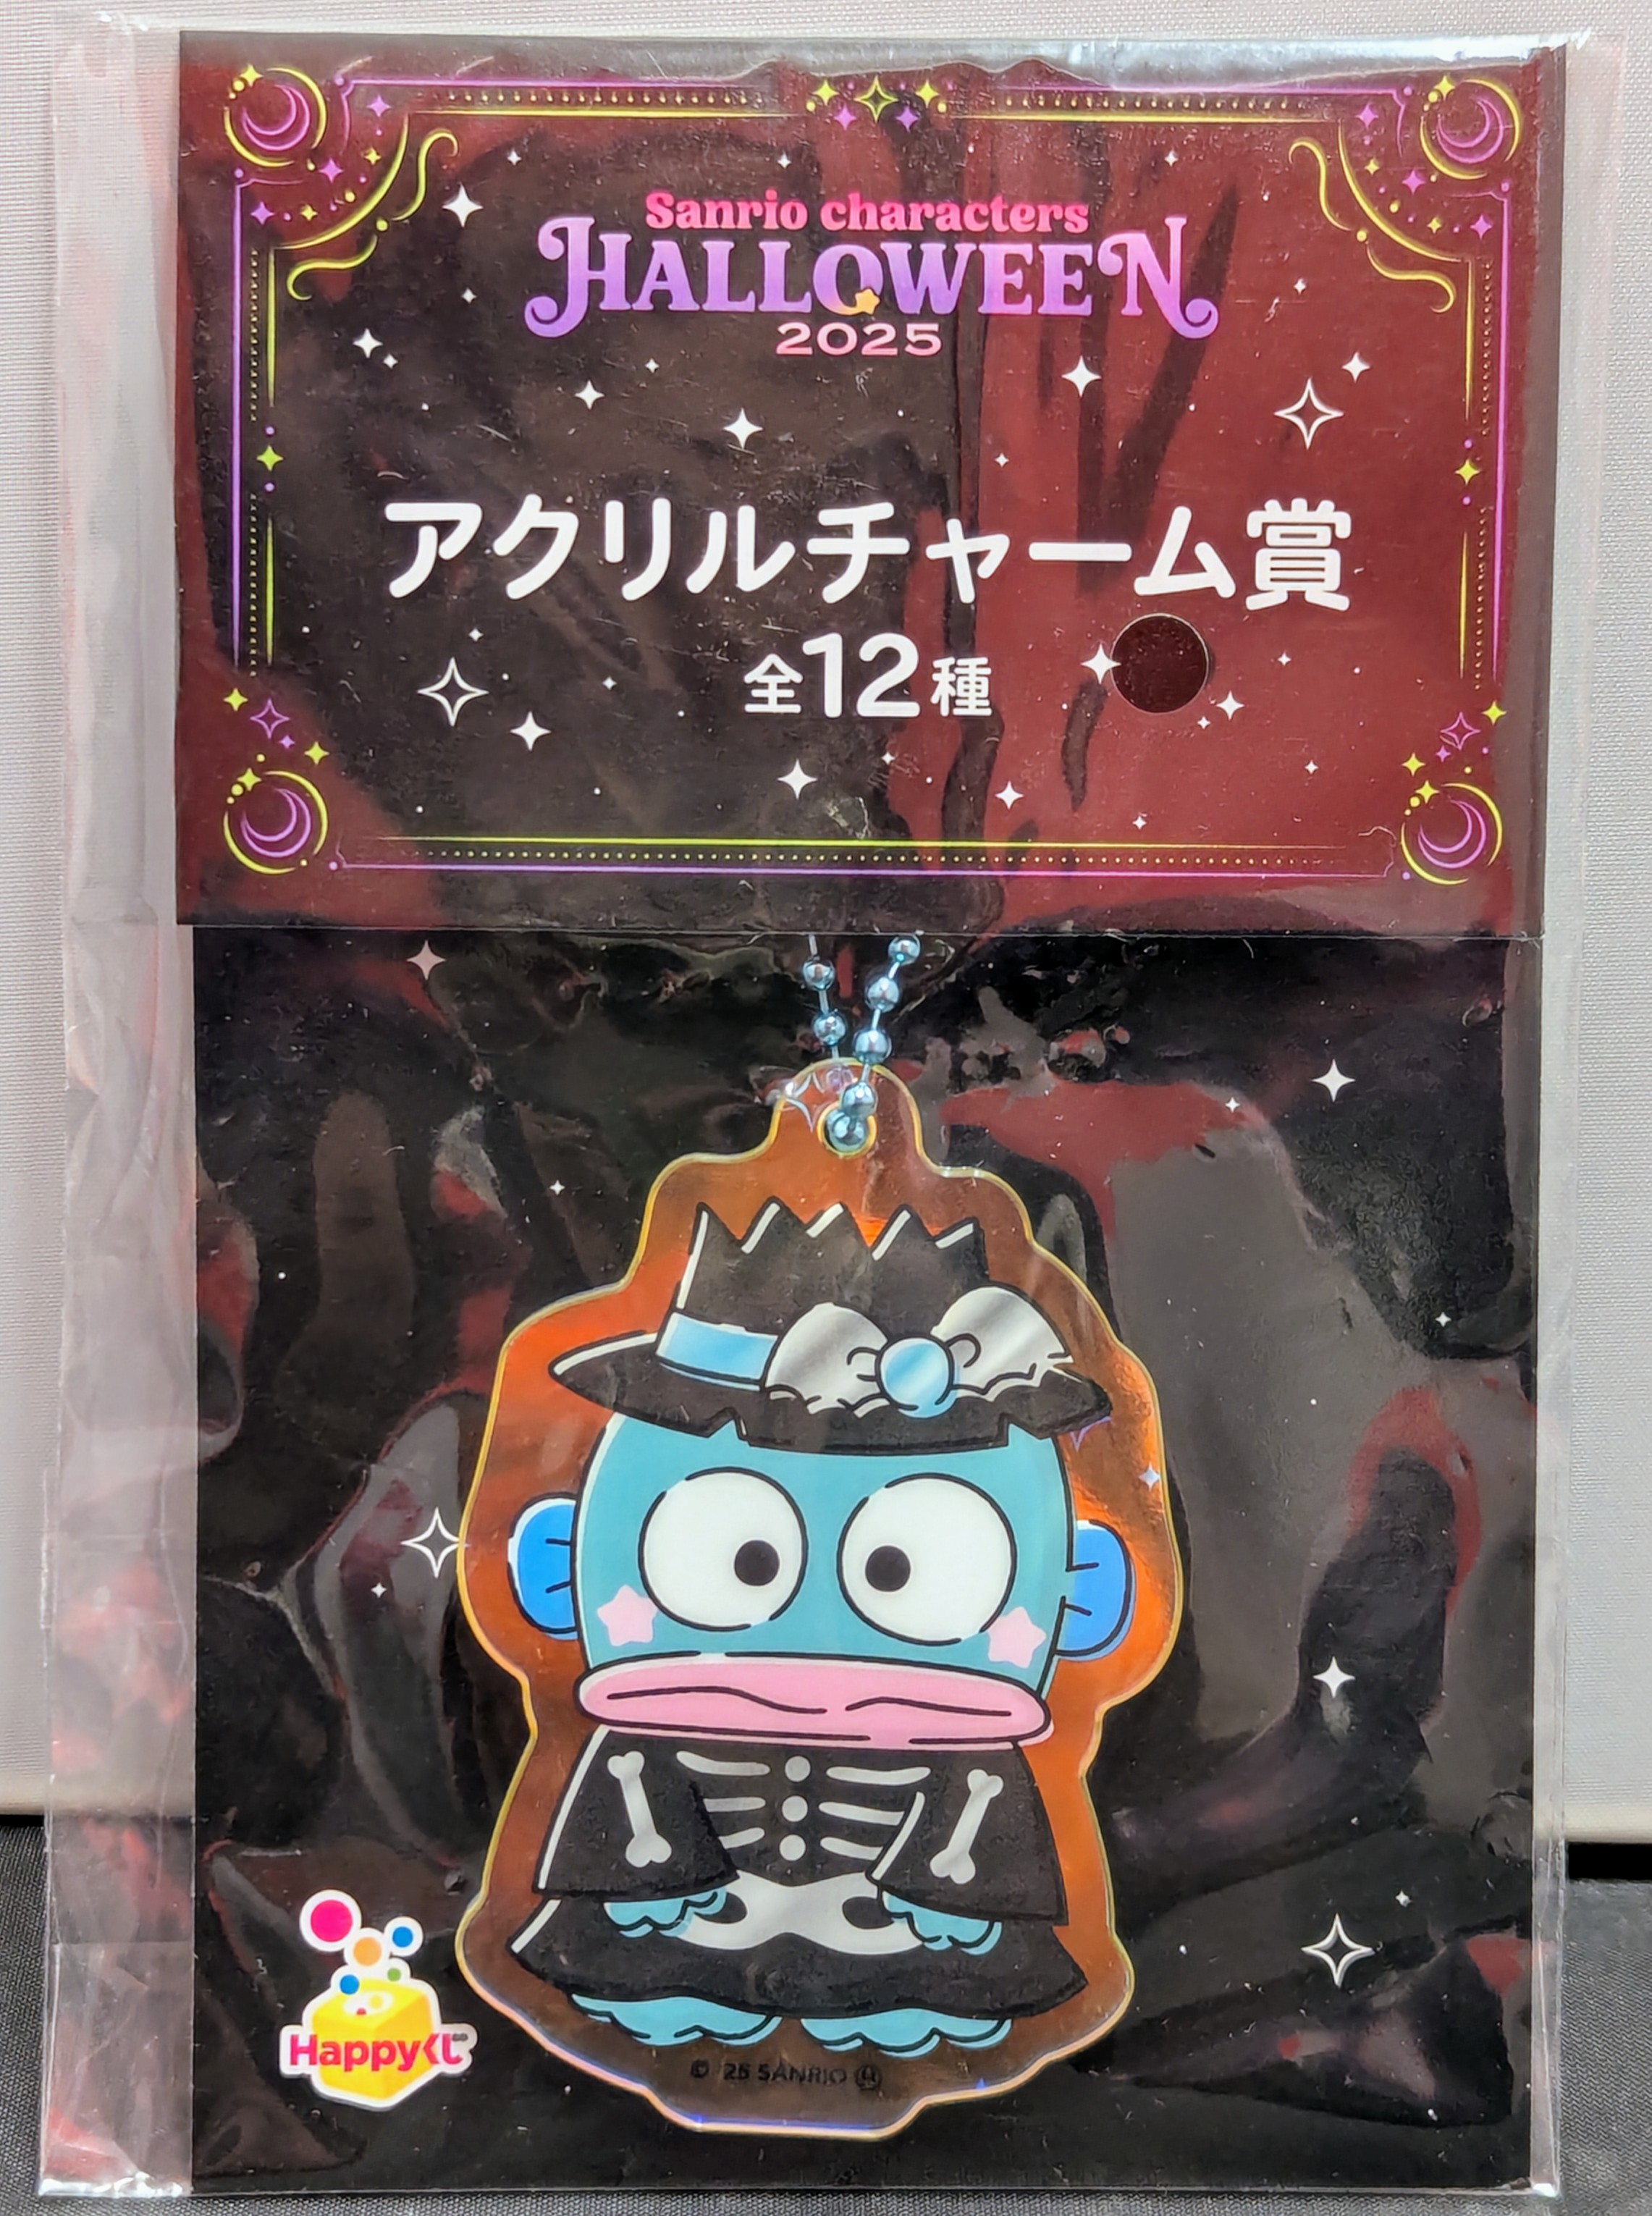 Sanrio characters
HALLOWEEN
2025
アクリルチャーム賞
全12種
Happyくじ
© '25 SANRIO Ⓗ